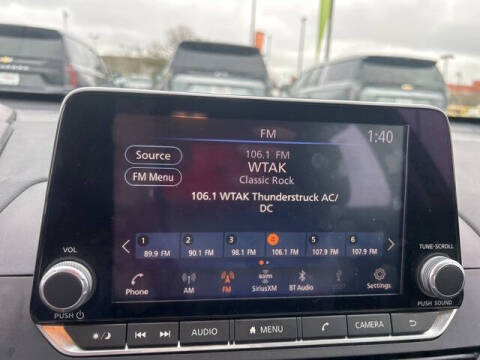 FM
1:40
Source
FM Menu
106.1 FM
WTAK
Classic Rock
106.1 WTAK Thunderstruck AC/
DC
1 2 3 4 5 6
89.9 FM 90.1 FM 98.1 FM 106.1 FM 107.9 FM 107.9 FM
Phone AM FM SiriusXM BT Audio USB Settings
VOL
PUSH
TUNE·SCROLL
PUSH SOUND
AUDIO MENU CAMERA